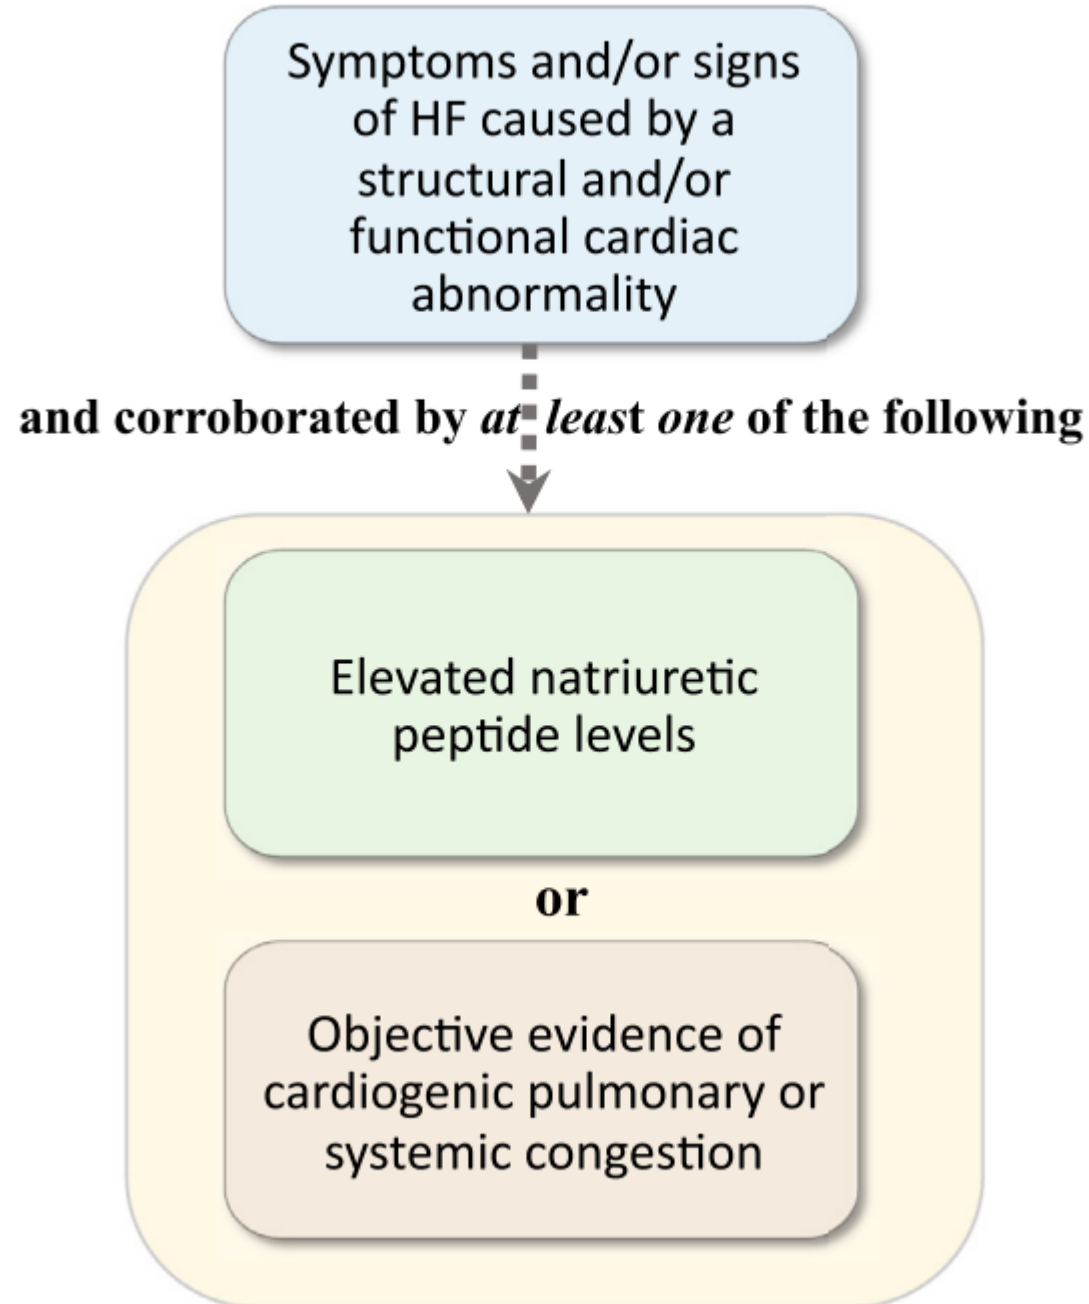 Symptoms and/or signs
of HF caused by a
structural and/or
functional cardiac
abnormality
and corroborated by at least one of the following
Elevated natriuretic
peptide levels
or
Objective evidence of
cardiogenic pulmonary or
systemic congestion